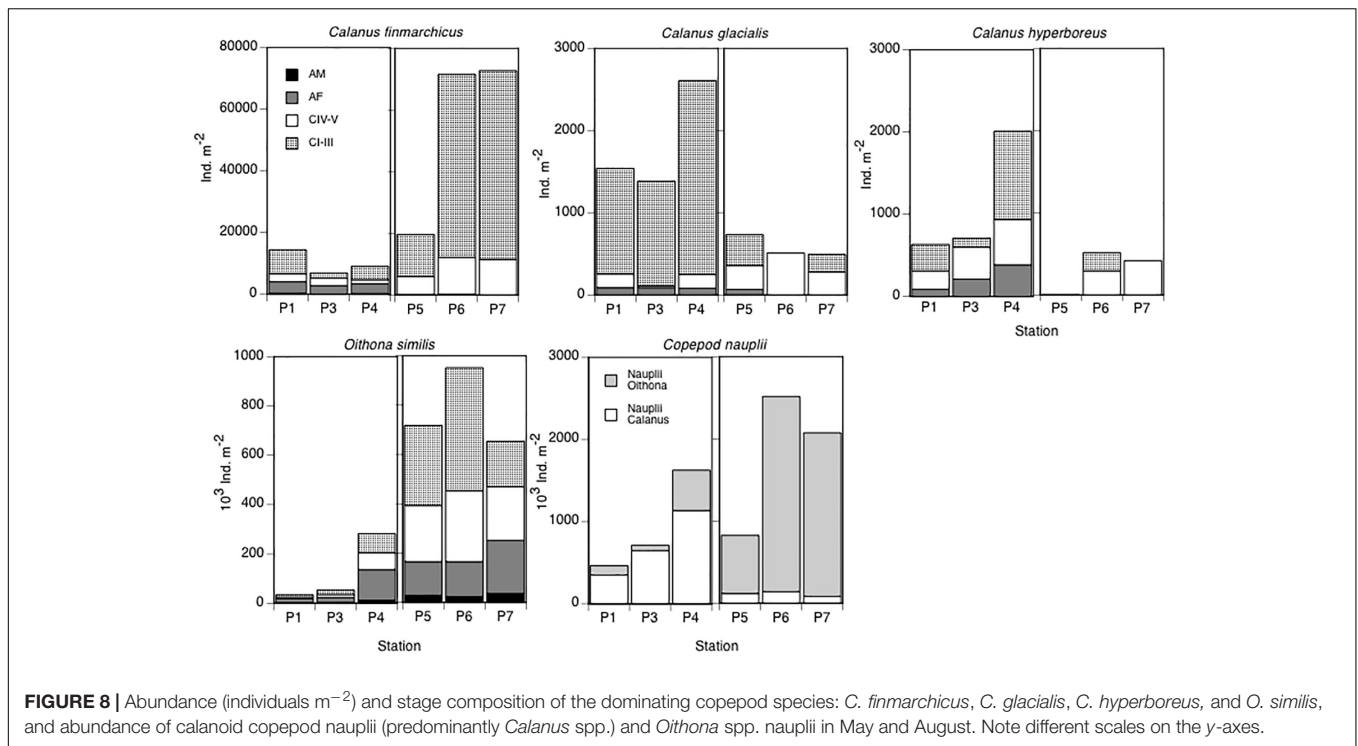 Calanus finmarchicus
80000
60000
40000
20000
0
Ind. m⁻²
AM
AF
CIV-V
CI-III
P1 P3 P4 P5 P6 P7
Calanus glacialis
3000
2000
1000
0
Ind. m⁻²
P1 P3 P4 P5 P6 P7
Calanus hyperboreus
3000
2000
1000
0
Ind. m⁻²
P1 P3 P4 P5 P6 P7
Station
Oithona similis
1000
800
600
400
200
0
10³ Ind. m⁻²
P1 P3 P4 P5 P6 P7
Station
Copepod nauplii
3000
2000
1000
0
10³ Ind. m⁻²
Nauplii
Oithona
Nauplii
Calanus
P1 P3 P4 P5 P6 P7
Station
FIGURE 8 | Abundance (individuals m⁻²) and stage composition of the dominating copepod species: C. finmarchicus, C. glacialis, C. hyperboreus, and O. similis,
and abundance of calanoid copepod nauplii (predominantly Calanus spp.) and Oithona spp. nauplii in May and August. Note different scales on the y-axes.